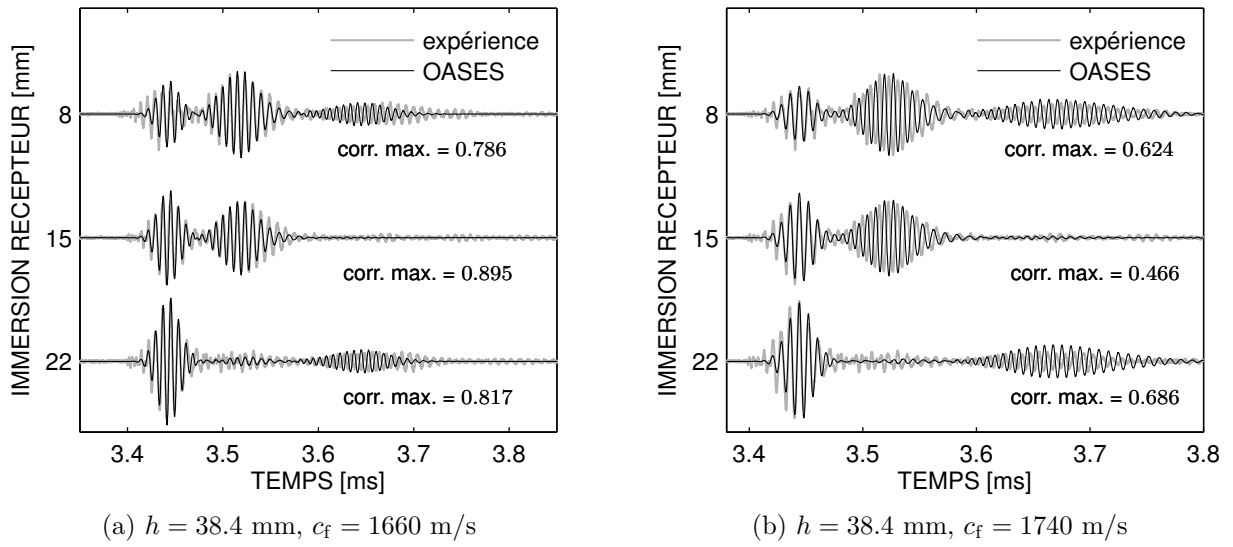 IMMERSION RECEPTEUR [mm]
8
15
22
expérience
OASES
corr. max. = 0.786
corr. max. = 0.895
corr. max. = 0.817
3.4 3.5 3.6 3.7 3.8
TEMPS [ms]
(a) h = 38.4 mm, c_f = 1660 m/s
IMMERSION RECEPTEUR [mm]
8
15
22
expérience
OASES
corr. max. = 0.624
corr. max. = 0.466
corr. max. = 0.686
3.4 3.5 3.6 3.7 3.8
TEMPS [ms]
(b) h = 38.4 mm, c_f = 1740 m/s